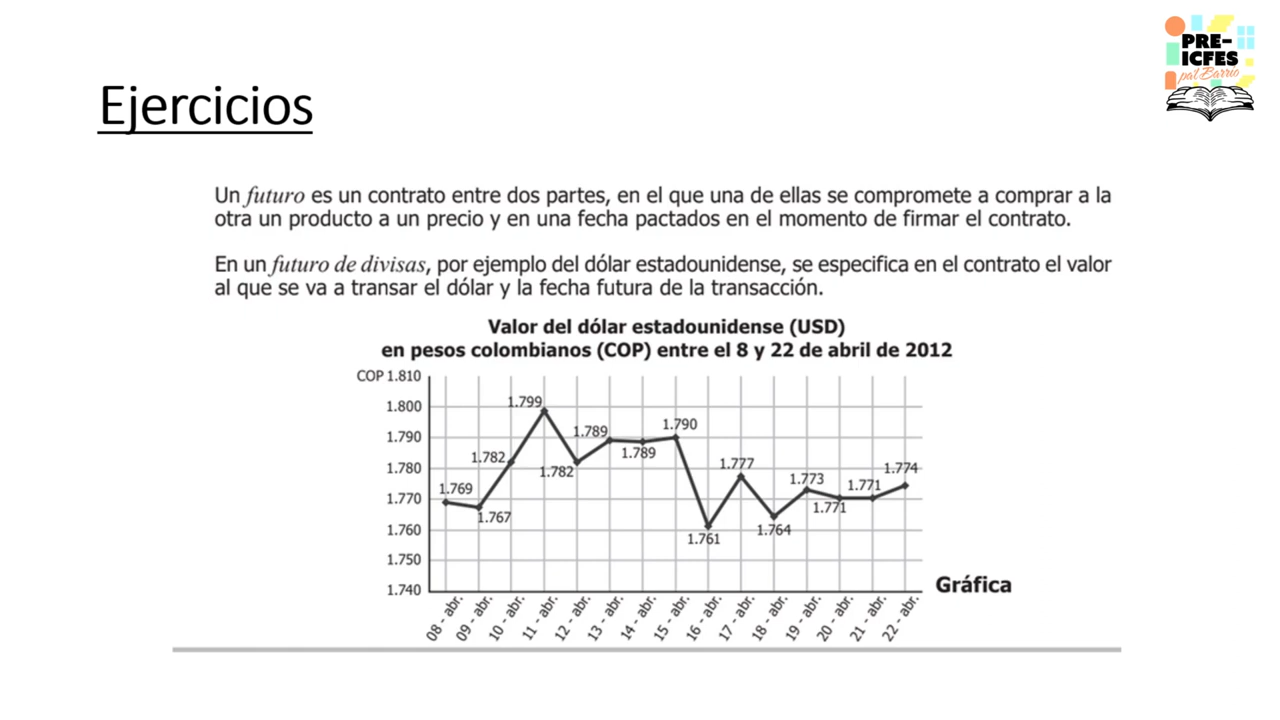 PRE-
ICFES
pa'l Barrio
Ejercicios
Un futuro es un contrato entre dos partes, en el que una de ellas se compromete a comprar a la
otra un producto a un precio y en una fecha pactados en el momento de firmar el contrato.
En un futuro de divisas, por ejemplo del dólar estadounidense, se especifica en el contrato el valor
al que se va a transar el dólar y la fecha futura de la transacción.
Valor del dólar estadounidense (USD)
en pesos colombianos (COP) entre el 8 y 22 de abril de 2012
COP 1.810
1.800
1.790
1.780
1.770
1.760
1.750
1.740
1.769
1.767
1.782
1.799
1.782
1.789
1.789
1.790
1.761
1.777
1.764
1.773
1.771
1.771
1.774
08 - abr.
09 - abr.
10 - abr.
11 - abr.
12 - abr.
13 - abr.
14 - abr.
15 - abr.
16 - abr.
17 - abr.
18 - abr.
19 - abr.
20 - abr.
21 - abr.
22 - abr.
Gráfica